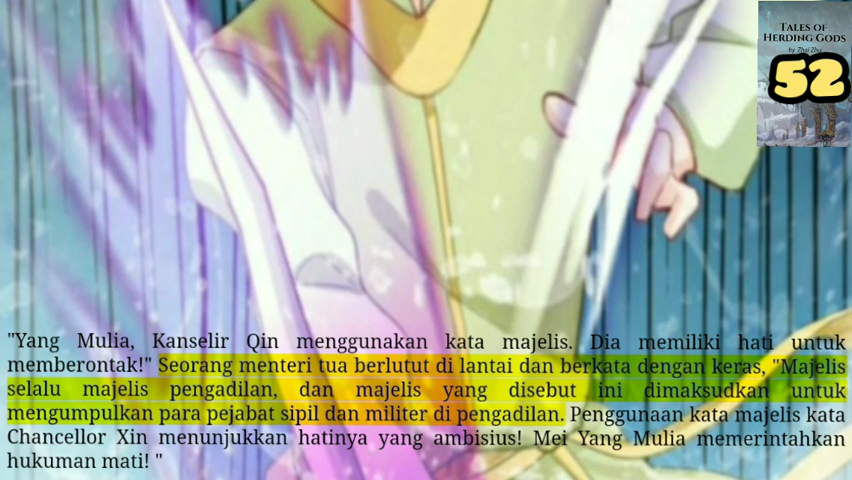 TALES OF
HERDING GODS
by Zhai Zhu
52
"Yang Mulia, Kanselir Qin menggunakan kata majelis. Dia memiliki hati untuk
memberontak!" Seorang menteri tua berlutut di lantai dan berkata dengan keras, "Majelis
selalu majelis pengadilan, dan majelis yang disebut ini dimaksudkan untuk
mengumpulkan para pejabat sipil dan militer di pengadilan. Penggunaan kata majelis kata
Chancellor Xin menunjukkan hatinya yang ambisius! Mei Yang Mulia memerintahkan
hukuman mati! "